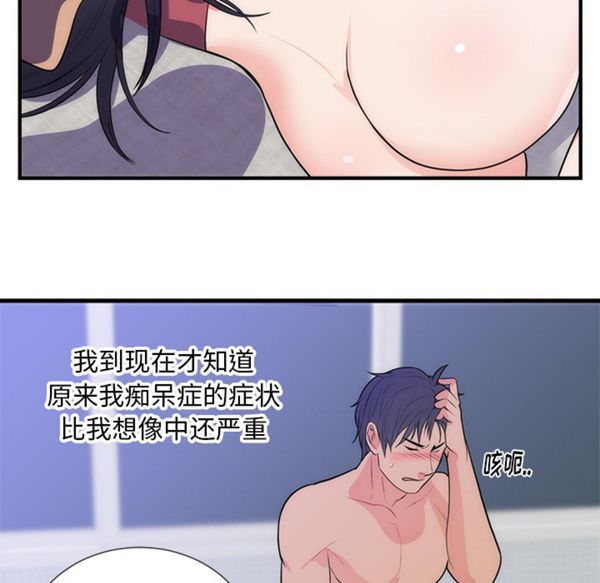 我到现在才知道
原来我痴呆症的症状
比我想像中还严重
咳呃..